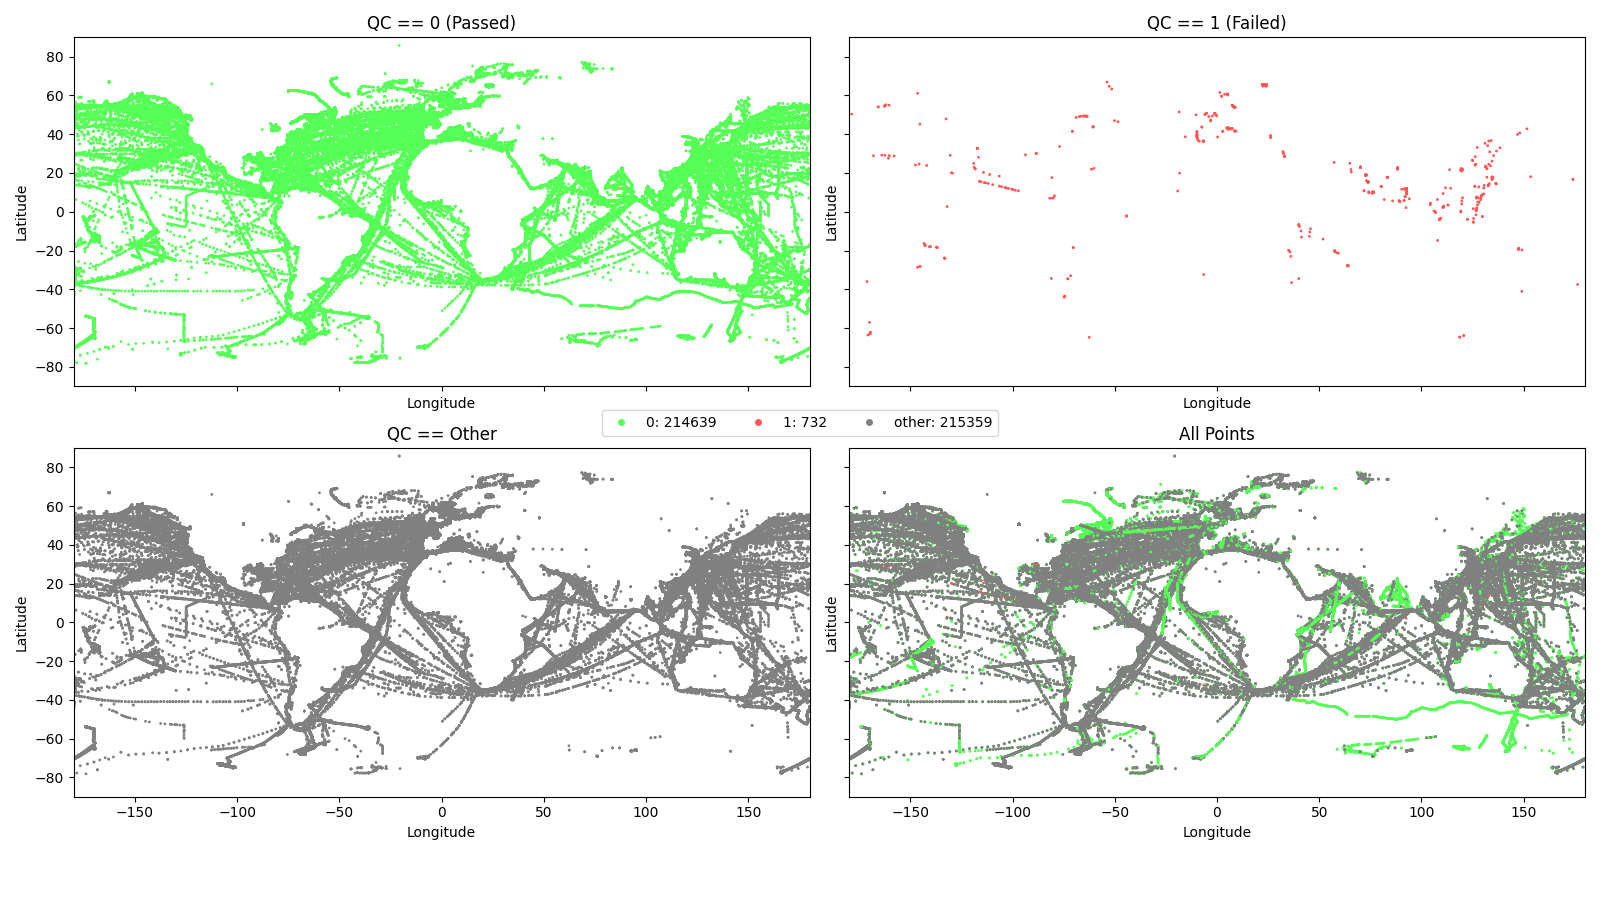 QC == 0 (Passed)
QC == 1 (Failed)
80
60
40
20
0
−20
−40
−60
−80
Latitude
Latitude
Longitude
Longitude
0: 214639
1: 732
other: 215359
QC == Other
All Points
80
60
40
20
0
−20
−40
−60
−80
Latitude
Latitude
−150
−100
−50
0
50
100
150
−150
−100
−50
0
50
100
150
Longitude
Longitude